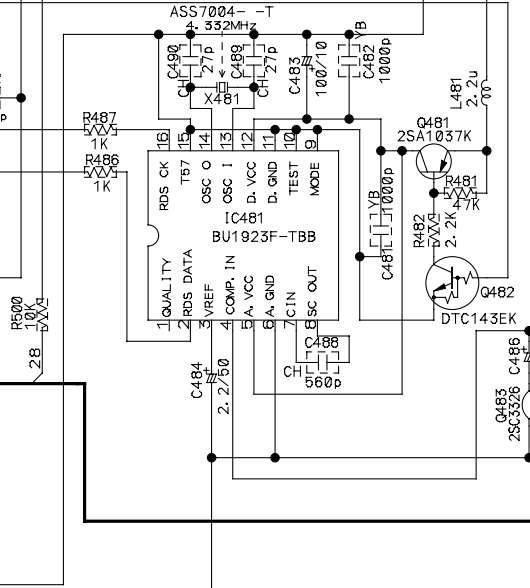 ASS7004- -T
4.332MHz
C490
27p
CH
X481
C489
27p
CH
C483
100/10
C482
1000p
YB
L481
2.2u
p
R487
1K
R486
1K
16 15 14 13 12 11 10 9
RDS CK
T57
OSC O
OSC I
D.VCC
D.GND
TEST
MODE
IC481
BU1923F-TBB
QUALITY
RDS DATA
VREF
COMP.IN
A.VCC
A.GND
CIN
SC OUT
1 2 3 4 5 6 7 8
Q481
2SA1037K
R481
47K
R482
2.2K
YB
1000p
C481
Q482
DTC143EK
R500
10K
28
C484
2.2/50
C488
CH
560p
C486
Q483
2SC3326